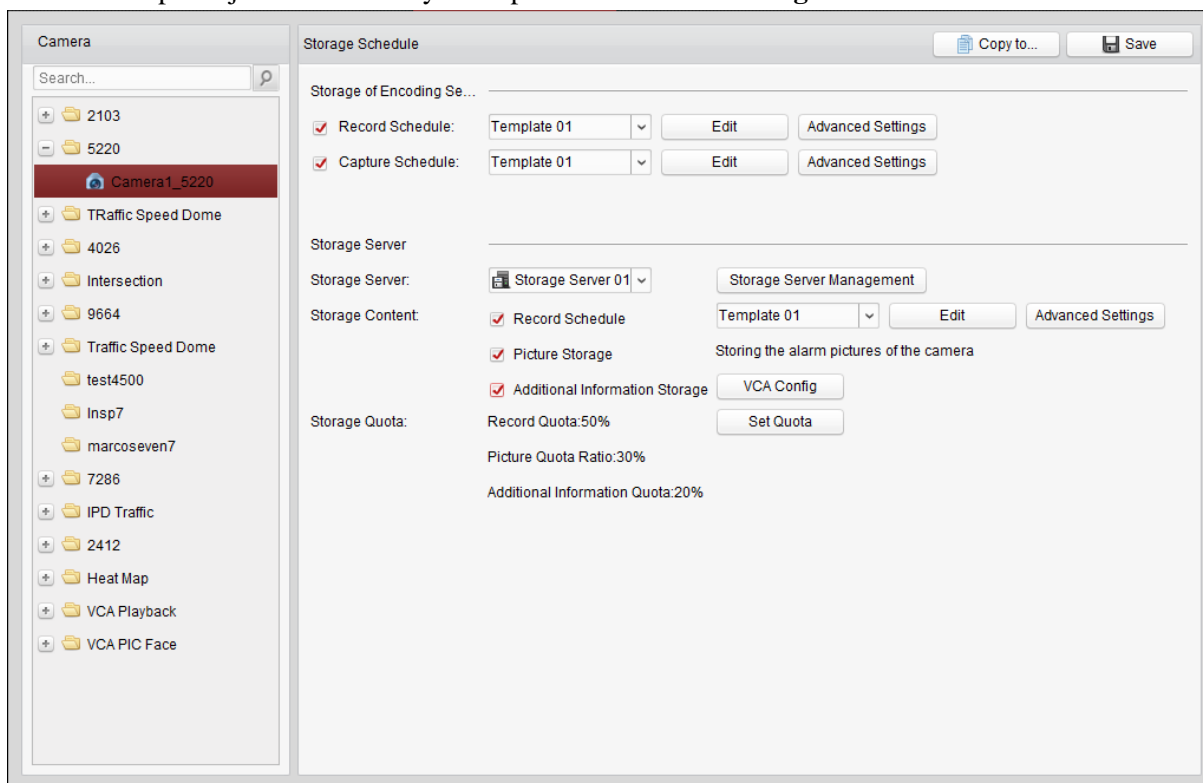 Camera
Search...
2103
5220
Camera1_5220
TRaffic Speed Dome
4026
Intersection
9664
Traffic Speed Dome
test4500
Insp7
marcoseven7
7286
IPD Traffic
2412
Heat Map
VCA Playback
VCA PIC Face
Storage Schedule Copy to... Save
Storage of Encoding Se...
Record Schedule: Template 01 Edit Advanced Settings
Capture Schedule: Template 01 Edit Advanced Settings
Storage Server
Storage Server: Storage Server 01 Storage Server Management
Storage Content: Record Schedule Template 01 Edit Advanced Settings
Picture Storage Storing the alarm pictures of the camera
Additional Information Storage VCA Config
Storage Quota: Record Quota:50% Set Quota
Picture Quota Ratio:30%
Additional Information Quota:20%